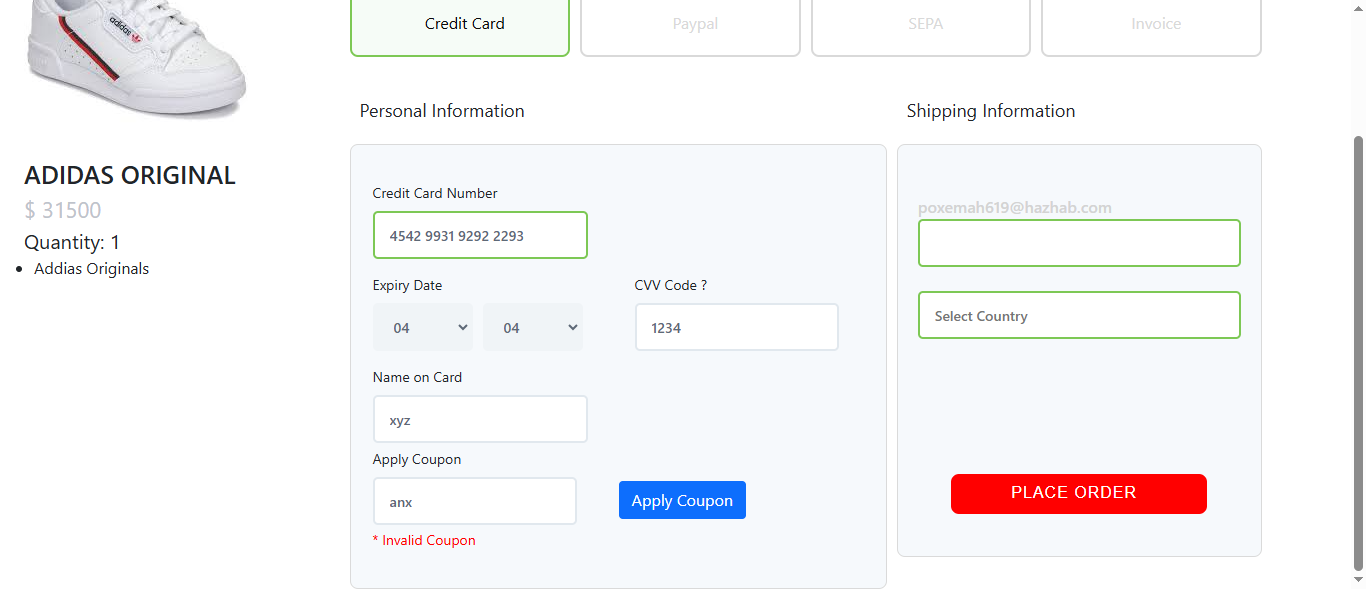 Credit Card
Paypal
SEPA
Invoice
adidas
ADIDAS ORIGINAL
$ 31500
Quantity: 1
Addias Originals
Personal Information
Credit Card Number
4542 9931 9292 2293
Expiry Date
CVV Code ?
04
04
1234
Name on Card
xyz
Apply Coupon
anx
Apply Coupon
* Invalid Coupon
Shipping Information
poxemah619@hazhab.com
Select Country
PLACE ORDER